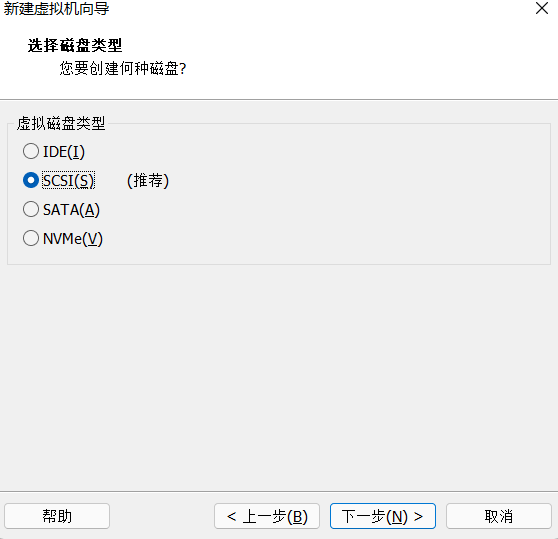 新建虚拟机向导
选择磁盘类型
您要创建何种磁盘?
虚拟磁盘类型
IDE(I)
SCSI(S) (推荐)
SATA(A)
NVMe(V)
帮助 < 上一步(B) 下一步(N) > 取消